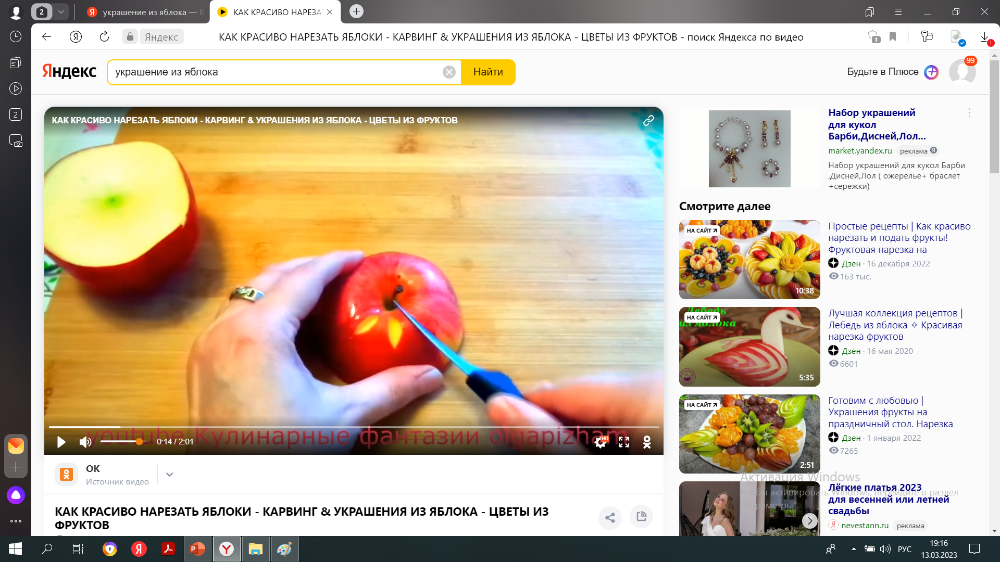 2
украшение из яблока — Я
КАК КРАСИВО НАРЕЗАТ
Яндекс
КАК КРАСИВО НАРЕЗАТЬ ЯБЛОКИ - КАРВИНГ & УКРАШЕНИЯ ИЗ ЯБЛОКА - ЦВЕТЫ ИЗ ФРУКТОВ - поиск Яндекса по видео
1
Яндекс
украшение из яблока
Найти
Будьте в Плюсе
99
2
КАК КРАСИВО НАРЕЗАТЬ ЯБЛОКИ - КАРВИНГ & УКРАШЕНИЯ ИЗ ЯБЛОКА - ЦВЕТЫ ИЗ ФРУКТОВ
youtube Кулинарные фантазии olgapizham
0:14 / 2:01
HD
ОК
Источник видео
КАК КРАСИВО НАРЕЗАТЬ ЯБЛОКИ - КАРВИНГ & УКРАШЕНИЯ ИЗ ЯБЛОКА - ЦВЕТЫ ИЗ
ФРУКТОВ
Набор украшений
для кукол
Барби,Дисней,Лол...
market.yandex.ru реклама
Набор украшений для кукол Барби
,Дисней,Лол ( ожерелье+ браслет
+сережки)
Смотрите далее
НА САЙТ
10:38
Простые рецепты | Как красиво
нарезать и подать фрукты!
Фруктовая нарезка на
Дзен · 16 декабря 2022
163 тыс.
Лебедь
из яблока
НА САЙТ
5:35
Лучшая коллекция рецептов |
Лебедь из яблока ✧ Красивая
нарезка фруктов
Дзен · 16 мая 2020
6601
НА САЙТ
2:51
Готовим с любовью |
Украшения фрукты на
праздничный стол. Нарезка
Дзен · 1 января 2022
7265
Активация Windows
Чтобы активировать Windows, перейдите в раздел
"Параметры".
Лёгкие платья 2023
для весенней или летней
свадьбы
nevestann.ru реклама
РУС
19:16
13.03.2023